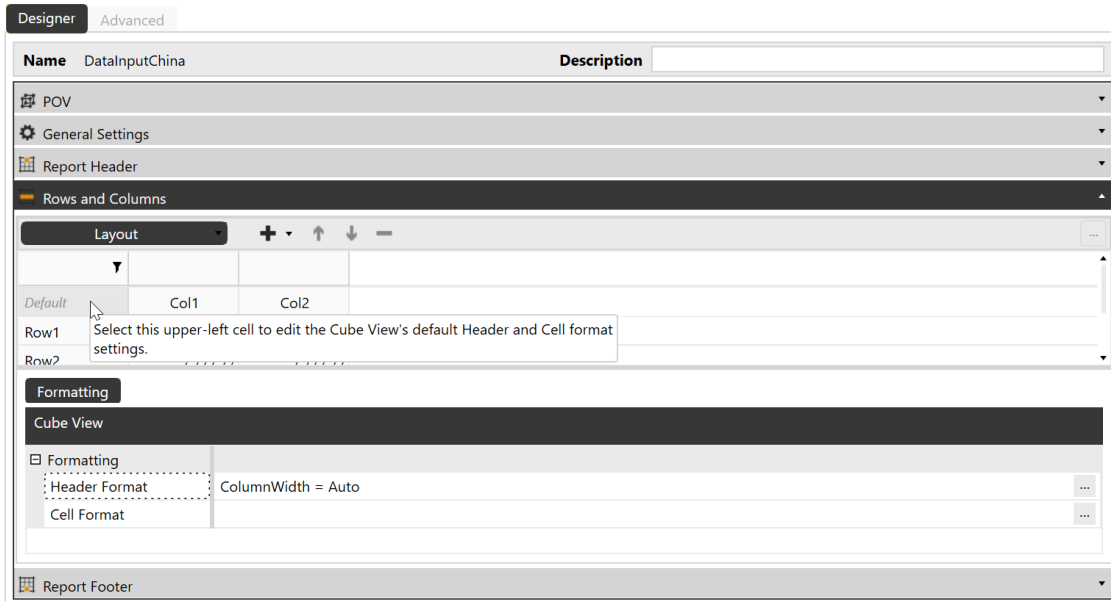 Designer Advanced
Name DataInputChina Description
POV
General Settings
Report Header
Rows and Columns
Layout
...
Default Col1 Col2
Row1
Select this upper-left cell to edit the Cube View's default Header and Cell format
settings.
Row2
Formatting
Cube View
Formatting
Header Format ColumnWidth = Auto ...
Cell Format ...
Report Footer